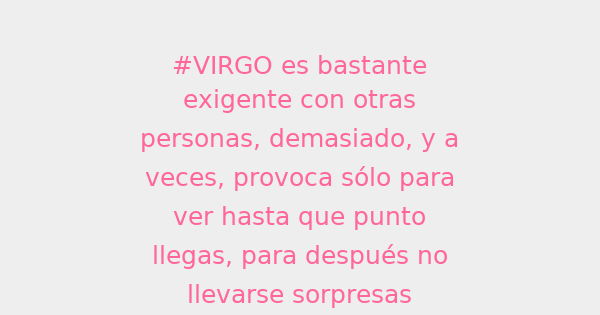 #VIRGO es bastante
exigente con otras
personas, demasiado, y a
veces, provoca sólo para
ver hasta que punto
llegas, para después no
llevarse sorpresas